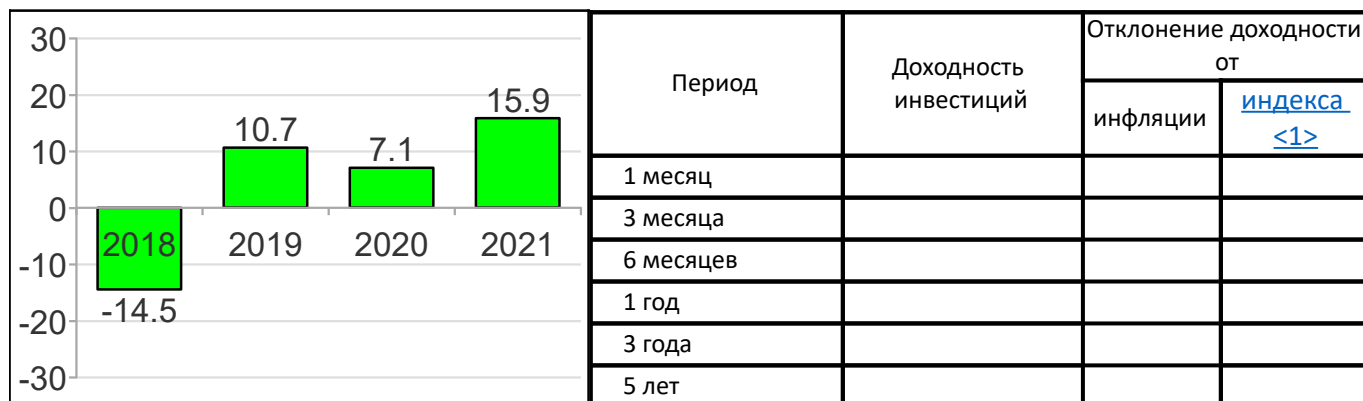 30
20
10
0
-10
-20
-30
-14.5
10.7
7.1
15.9
2018
2019
2020
2021
Период
Доходность
инвестиций
Отклонение доходности
от
инфляции
индекса
<1>
1 месяц
3 месяца
6 месяцев
1 год
3 года
5 лет